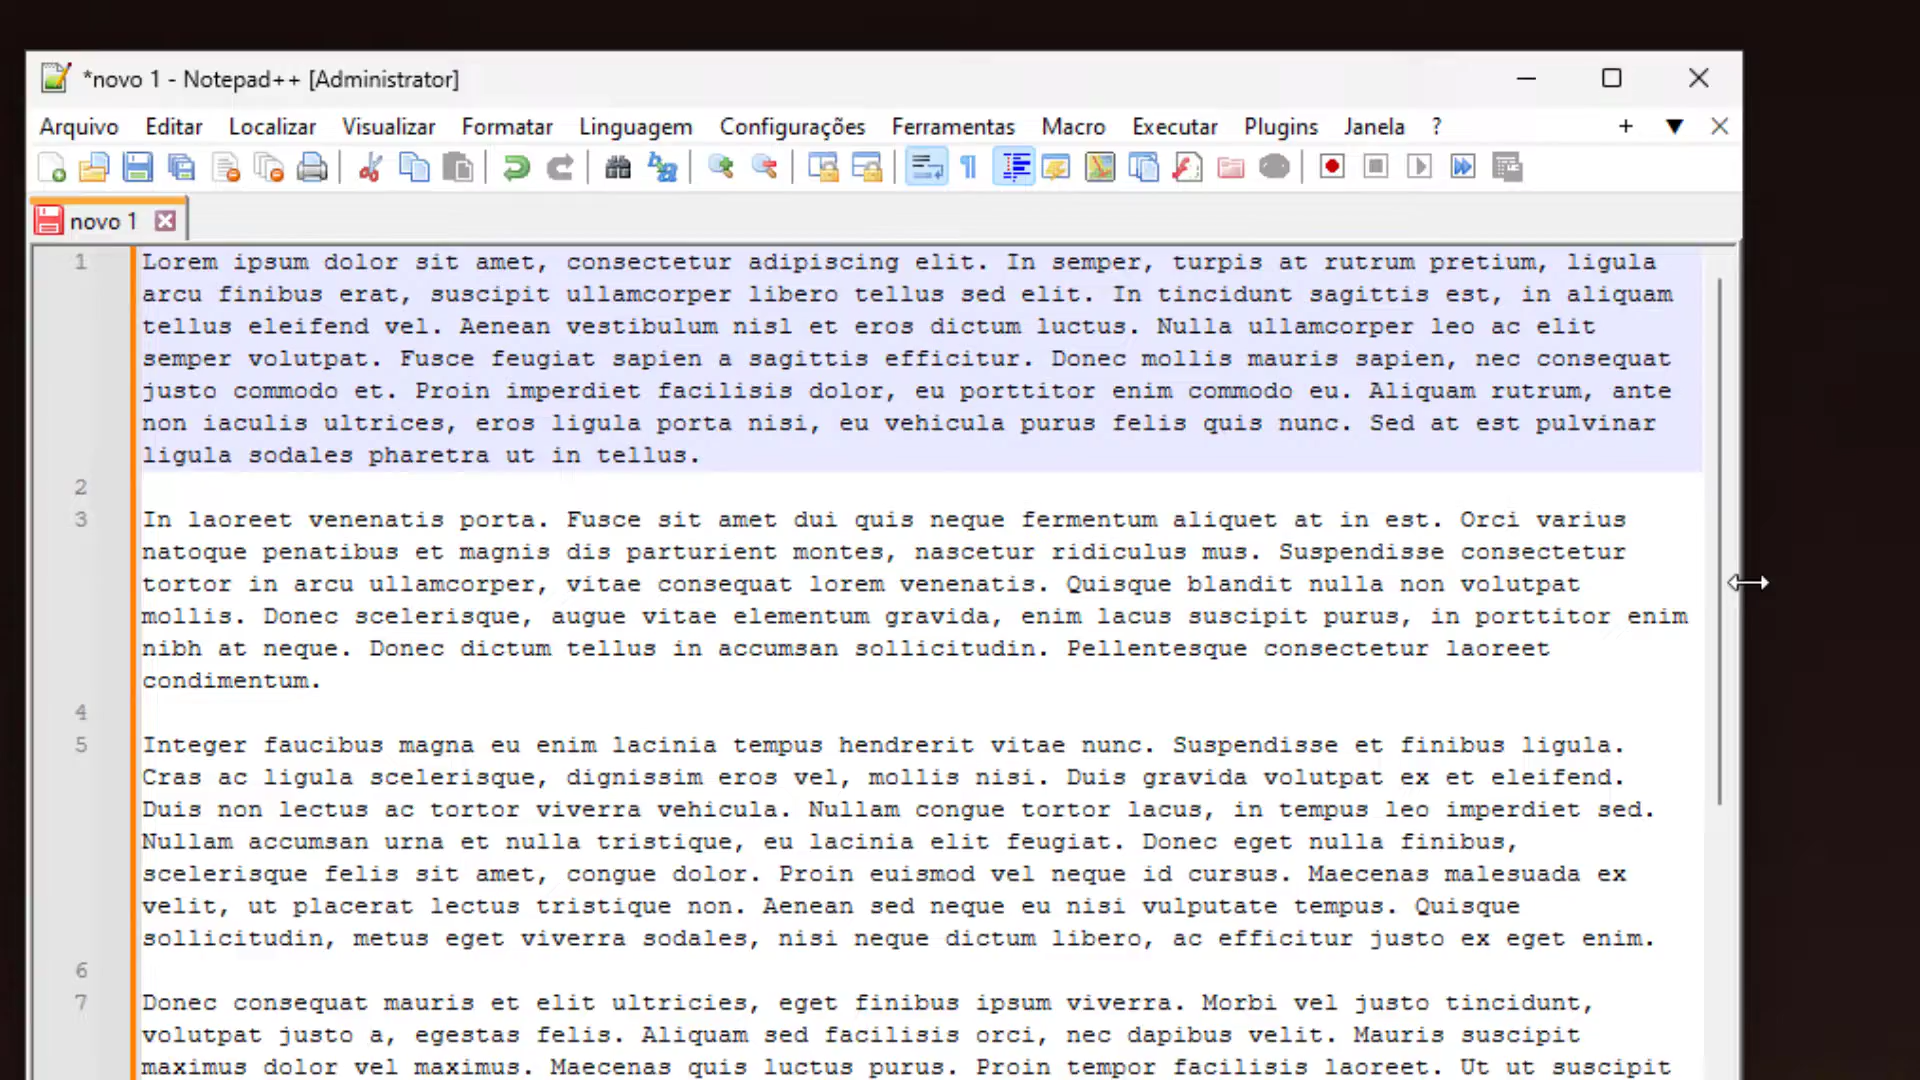 *novo 1 - Notepad++ [Administrator]
Arquivo Editar Localizar Visualizar Formatar Linguagem Configurações Ferramentas Macro Executar Plugins Janela ?
novo 1
1 Lorem ipsum dolor sit amet, consectetur adipiscing elit. In semper, turpis at rutrum pretium, ligula
arcu finibus erat, suscipit ullamcorper libero tellus sed elit. In tincidunt sagittis est, in aliquam
tellus eleifend vel. Aenean vestibulum nisl et eros dictum luctus. Nulla ullamcorper leo ac elit
semper volutpat. Fusce feugiat sapien a sagittis efficitur. Donec mollis mauris sapien, nec consequat
justo commodo et. Proin imperdiet facilisis dolor, eu porttitor enim commodo eu. Aliquam rutrum, ante
non iaculis ultrices, eros ligula porta nisi, eu vehicula purus felis quis nunc. Sed at est pulvinar
ligula sodales pharetra ut in tellus.
2
3 In laoreet venenatis porta. Fusce sit amet dui quis neque fermentum aliquet at in est. Orci varius
natoque penatibus et magnis dis parturient montes, nascetur ridiculus mus. Suspendisse consectetur
tortor in arcu ullamcorper, vitae consequat lorem venenatis. Quisque blandit nulla non volutpat
mollis. Donec scelerisque, augue vitae elementum gravida, enim lacus suscipit purus, in porttitor enim
nibh at neque. Donec dictum tellus in accumsan sollicitudin. Pellentesque consectetur laoreet
condimentum.
4
5 Integer faucibus magna eu enim lacinia tempus hendrerit vitae nunc. Suspendisse et finibus ligula.
Cras ac ligula scelerisque, dignissim eros vel, mollis nisi. Duis gravida volutpat ex et eleifend.
Duis non lectus ac tortor viverra vehicula. Nullam congue tortor lacus, in tempus leo imperdiet sed.
Nullam accumsan urna et nulla tristique, eu lacinia elit feugiat. Donec eget nulla finibus,
scelerisque felis sit amet, congue dolor. Proin euismod vel neque id cursus. Maecenas malesuada ex
velit, ut placerat lectus tristique non. Aenean sed neque eu nisi vulputate tempus. Quisque
sollicitudin, metus eget viverra sodales, nisi neque dictum libero, ac efficitur justo ex eget enim.
6
7 Donec consequat mauris et elit ultricies, eget finibus ipsum viverra. Morbi vel justo tincidunt,
volutpat justo a, egestas felis. Aliquam sed facilisis orci, nec dapibus velit. Mauris suscipit
maximus dolor vel maximus. Maecenas quis luctus purus. Proin tempor facilisis laoreet. Ut ut suscipit